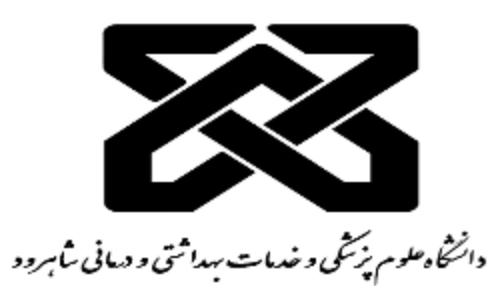 دانشگاه علوم پزشکی و خدمات بهداشتی و درمانی شاهرود